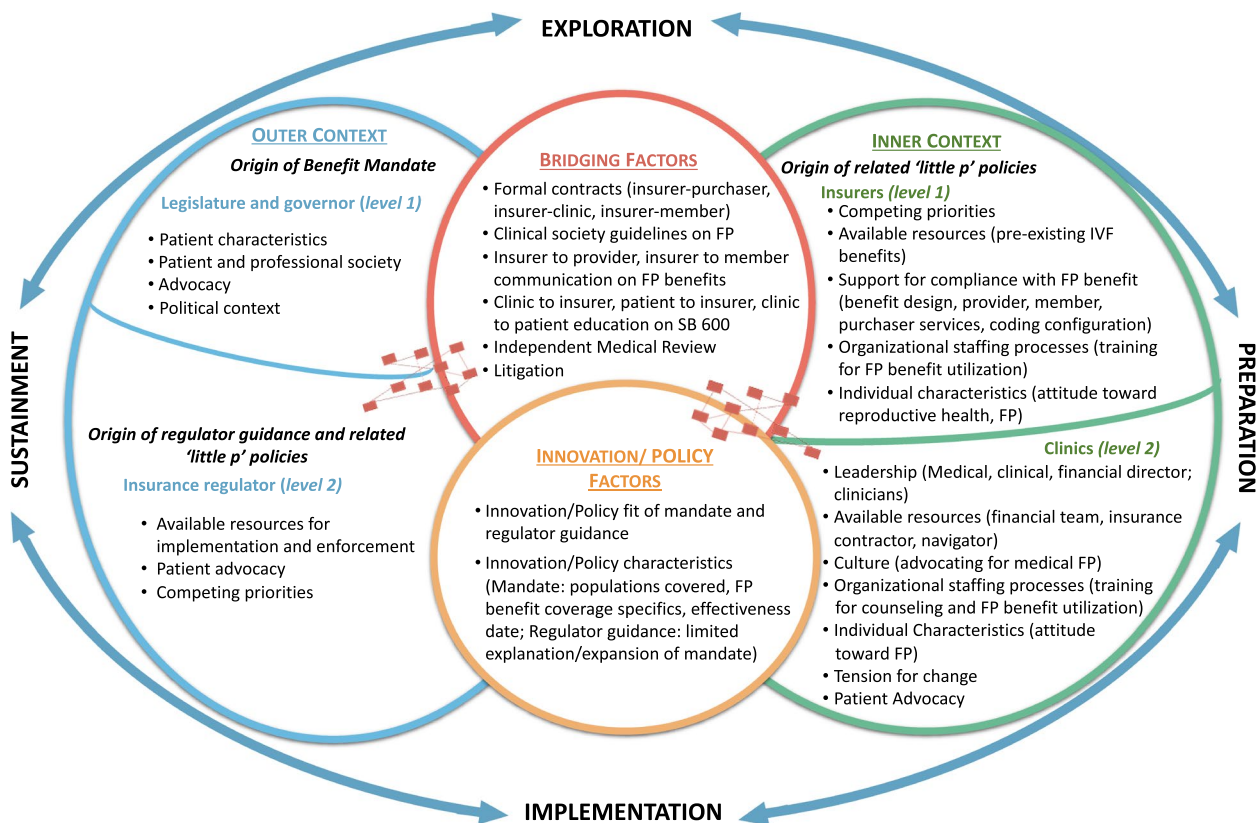 EXPLORATION
OUTER CONTEXT
Origin of Benefit Mandate
Legislature and governor (level 1)
• Patient characteristics
• Patient and professional society
• Advocacy
• Political context
Origin of regulator guidance and related
‘little p’ policies
Insurance regulator (level 2)
• Available resources for
implementation and enforcement
• Patient advocacy
• Competing priorities
BRIDGING FACTORS
• Formal contracts (insurer-purchaser,
insurer-clinic, insurer-member)
• Clinical society guidelines on FP
• Insurer to provider, insurer to member
communication on FP benefits
• Clinic to insurer, patient to insurer, clinic
to patient education on SB 600
• Independent Medical Review
• Litigation
INNOVATION/ POLICY
FACTORS
• Innovation/Policy fit of mandate and
regulator guidance
• Innovation/Policy characteristics
(Mandate: populations covered, FP
benefit coverage specifics, effectiveness
date; Regulator guidance: limited
explanation/expansion of mandate)
INNER CONTEXT
Origin of related ‘little p’ policies
Insurers (level 1)
• Competing priorities
• Available resources (pre-existing IVF
benefits)
• Support for compliance with FP benefit
(benefit design, provider, member,
purchaser services, coding configuration)
• Organizational staffing processes (training
for FP benefit utilization)
• Individual characteristics (attitude toward
reproductive health, FP)
Clinics (level 2)
• Leadership (Medical, clinical, financial director;
clinicians)
• Available resources (financial team, insurance
contractor, navigator)
• Culture (advocating for medical FP)
• Organizational staffing processes (training
for counseling and FP benefit utilization)
• Individual Characteristics (attitude
toward FP)
• Tension for change
• Patient Advocacy
SUSTAINMENT
PREPARATION
IMPLEMENTATION